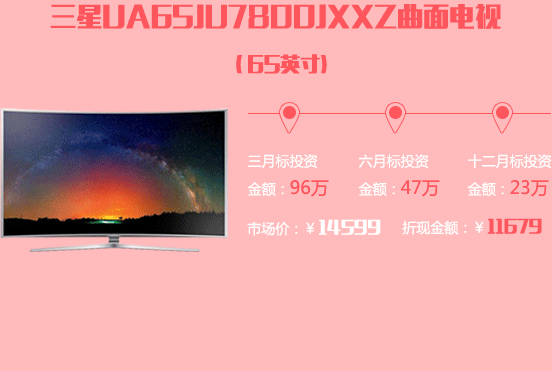 三星UA65JU7800JXXZ曲面电视
(65英寸)
三月标投资 六月标投资 十二月标投资
金额：96万 金额：47万 金额：23万
市场价：￥14599 折现金额：￥11679